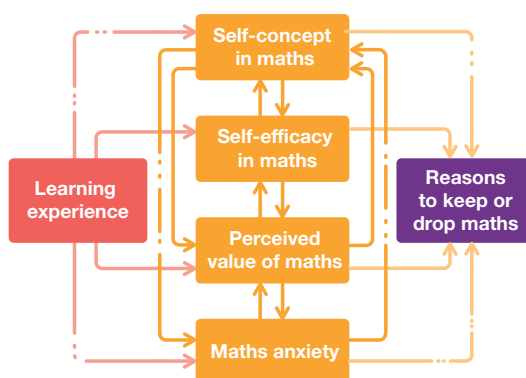 Self-concept
in maths
Self-efficacy
in maths
Learning
experience
Reasons
to keep or
drop maths
Perceived
value of maths
Maths anxiety